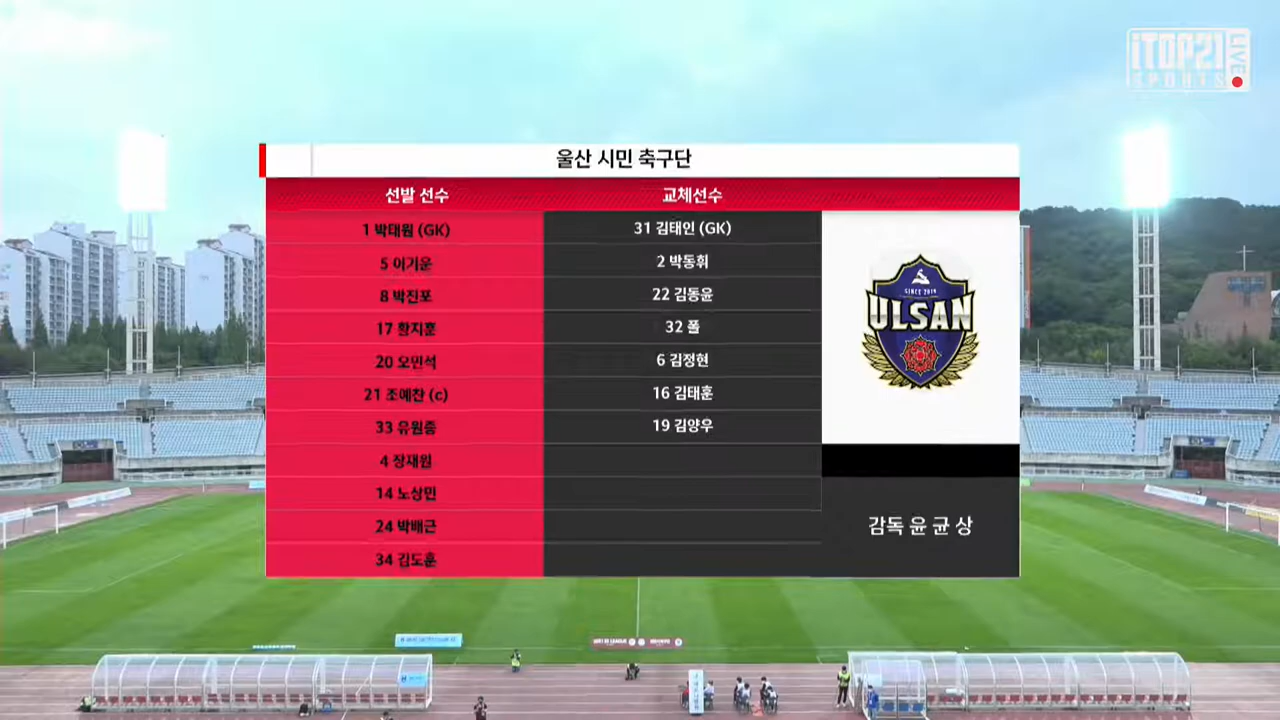 iTOP21
SPORTS
LIVE
울산 시민 축구단
선발 선수
교체선수
1 박태원 (GK)
31 김태인 (GK)
5 이기운
2 박동휘
8 박진포
22 김동윤
17 황지훈
32 폴
20 오민석
6 김정현
21 조예찬 (c)
16 김태훈
33 유원종
19 김양우
4 장재원
14 노상민
24 박배근
34 김도훈
SINCE 2019
ULSAN
감독 윤 균 상